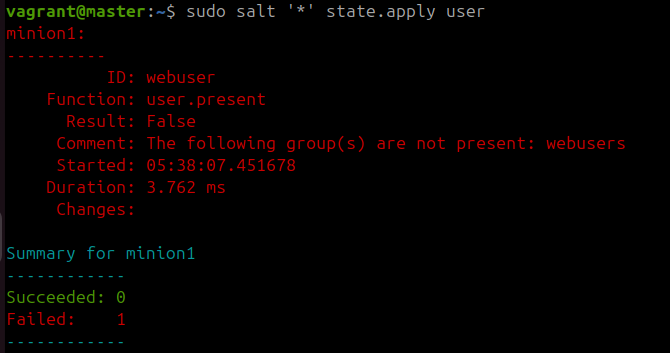 vagrant@master:~$ sudo salt '*' state.apply user
minion1:
----------
          ID: webuser
    Function: user.present
      Result: False
     Comment: The following group(s) are not present: webusers
     Started: 05:38:07.451678
    Duration: 3.762 ms
     Changes:

Summary for minion1
------------
Succeeded: 0
Failed:    1
------------